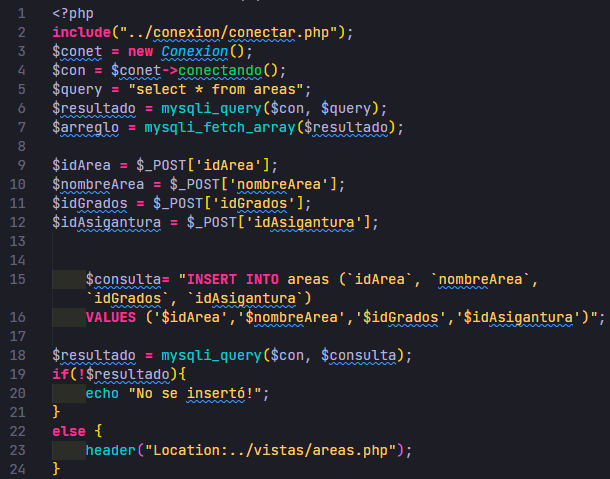 1 <?php
2 include("../conexion/conectar.php");
3 $conet = new Conexion();
4 $con = $conet->conectando();
5 $query = "select * from areas";
6 $resultado = mysqli_query($con, $query);
7 $arreglo = mysqli_fetch_array($resultado);
8
9 $idArea = $_POST['idArea'];
10 $nombreArea = $_POST['nombreArea'];
11 $idGrados = $_POST['idGrados'];
12 $idAsigantura = $_POST['idAsigantura'];
13
14
15 $consulta= "INSERT INTO areas (`idArea`, `nombreArea`,
`idGrados`, `idAsigantura`)
16 VALUES ('$idArea','$nombreArea','$idGrados','$idAsigantura')";
17
18 $resultado = mysqli_query($con, $consulta);
19 if(!$resultado){
20 echo "No se insertó!";
21 }
22 else {
23 header("Location:../vistas/areas.php");
24 }